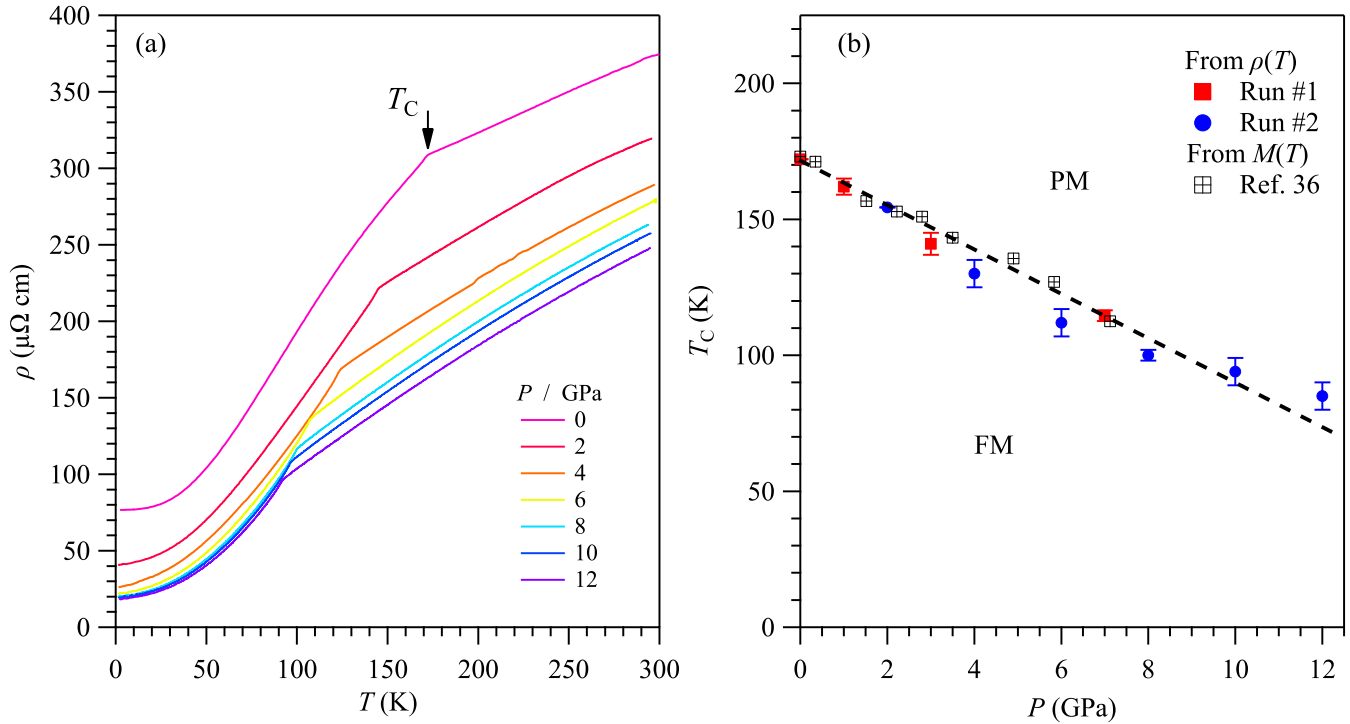 (a)
400
350
300
250
200
150
100
50
0
ρ (μΩ cm)
T_C
P / GPa
0
2
4
6
8
10
12
0 50 100 150 200 250 300
T (K)
(b)
200
150
100
50
0
T_C (K)
From ρ(T)
Run #1
Run #2
From M(T)
Ref. 36
PM
FM
0 2 4 6 8 10 12
P (GPa)